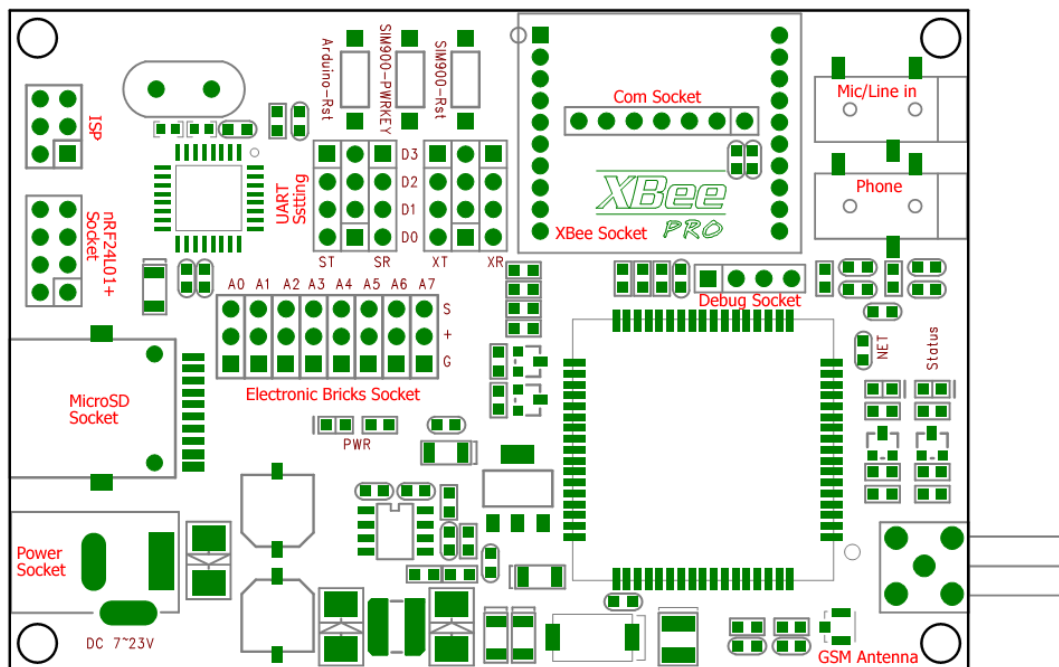 Arduino-Rst
SIM900-PWRKEY
SIM900-Rst
Com Socket
Mic/Line in
ISP
D3
D2
D1
D0
UART
Sstting
XBee
PRO
XBee Socket
Phone
nRF24L01+
Socket
ST
SR
XT
XR
A0
A1
A2
A3
A4
A5
A6
A7
S
+
G
Debug Socket
NET
Status
MicroSD
Socket
Electronic Bricks Socket
PWR
Power
Socket
DC 7~23V
GSM Antenna